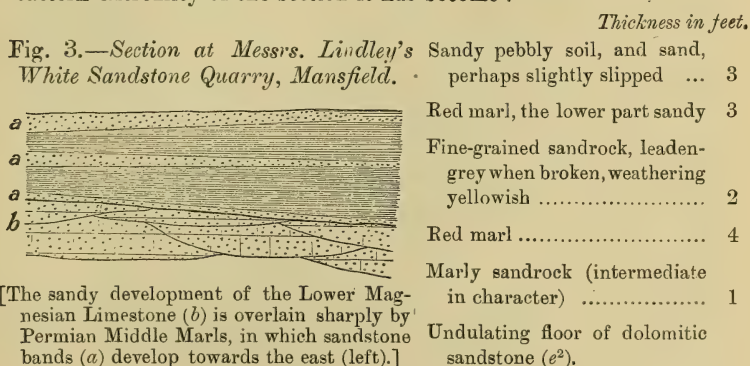 Thickness in feet.
Fig. 3.—Section at Messrs. Lindley's
White Sandstone Quarry, Mansfield.
a
a
a
b
[The sandy development of the Lower Mag-
nesian Limestone (b) is overlain sharply by
Permian Middle Marls, in which sandstone
bands (a) develop towards the east (left).]
Sandy pebbly soil, and sand,
perhaps slightly slipped ... 3
Red marl, the lower part sandy 3
Fine-grained sandrock, leaden-
grey when broken, weathering
yellowish ........................ 2
Red marl ........................... 4
Marly sandrock (intermediate
in character) .................. 1
Undulating floor of dolomitic
sandstone (e²).